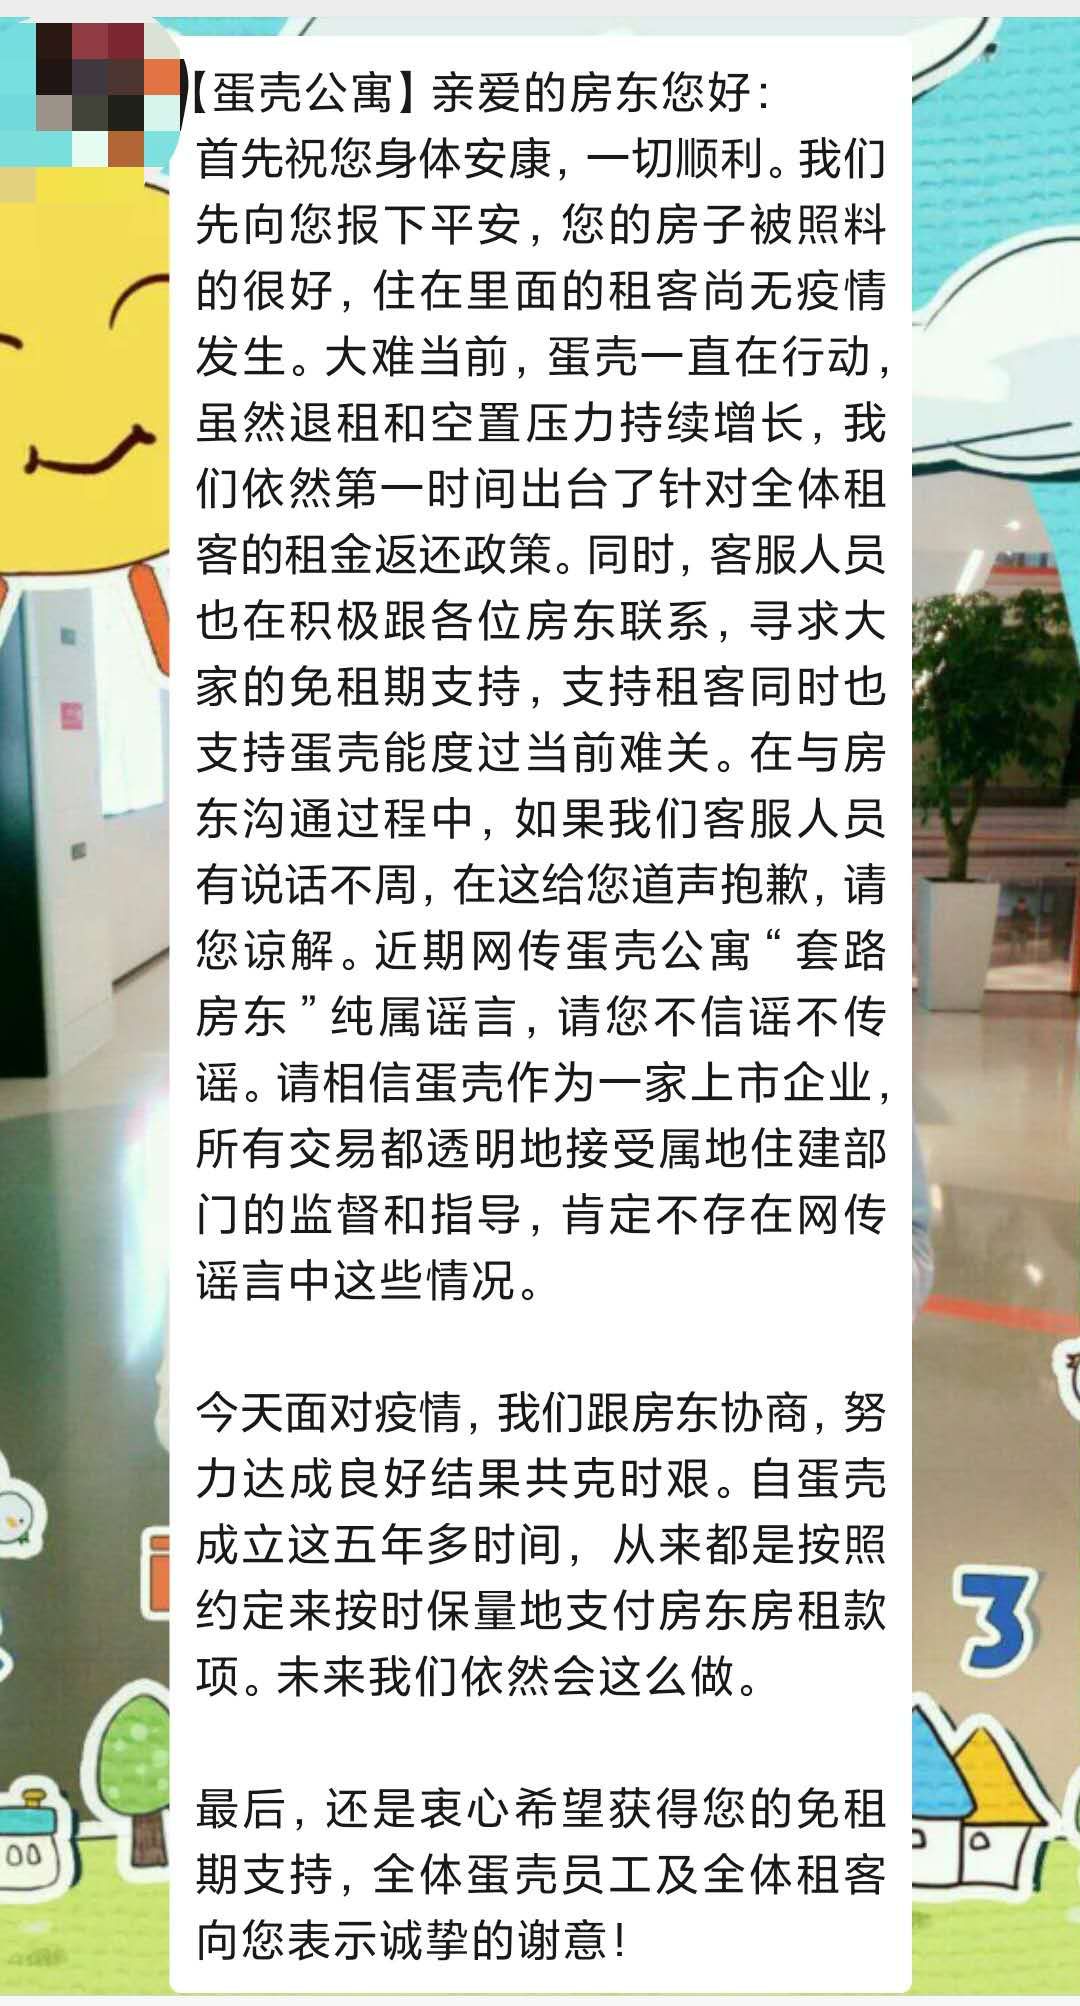 【蛋壳公寓】亲爱的房东您好：
首先祝您身体安康，一切顺利。我们
先向您报下平安，您的房子被照料
的很好，住在里面的租客尚无疫情
发生。大难当前，蛋壳一直在行动，
虽然退租和空置压力持续增长，我
们依然第一时间出台了针对全体租
客的租金返还政策。同时，客服人员
也在积极跟各位房东联系，寻求大
家的免租期支持，支持租客同时也
支持蛋壳能度过当前难关。在与房
东沟通过程中，如果我们客服人员
有说话不周，在这给您道声抱歉，请
您谅解。近期网传蛋壳公寓“套路
房东”纯属谣言，请您不信谣不传
谣。请相信蛋壳作为一家上市企业，
所有交易都透明地接受属地住建部
门的监督和指导，肯定不存在网传
谣言中这些情况。
今天面对疫情，我们跟房东协商，努
力达成良好结果共克时艰。自蛋壳
成立这五年多时间，从来都是按照
约定来按时保量地支付房东房租款
项。未来我们依然会这么做。
最后，还是衷心希望获得您的免租
期支持，全体蛋壳员工及全体租客
向您表示诚挚的谢意！
3